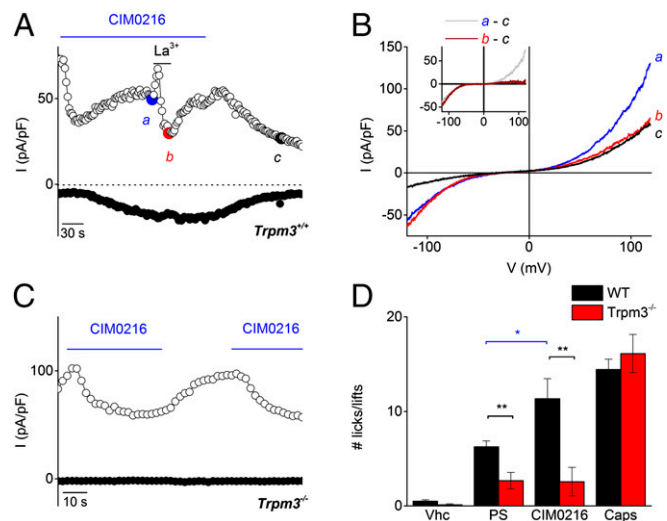 A
CIM0216
La³⁺
I (pA/pF)
50
0
a
b
c
30 s
Trpm3⁺/⁺
B
a - c
b - c
50
0
-50
-100 0 100
I (pA/pF)
100
50
0
-50
a
b
c
-100 0 100
V (mV)
C
CIM0216 CIM0216
I (pA/pF)
100
0
10 s
Trpm3⁻/⁻
D
WT
Trpm3⁻/⁻
# licks/lifts
20
10
0
*
**
**
Vhc PS CIM0216 Caps